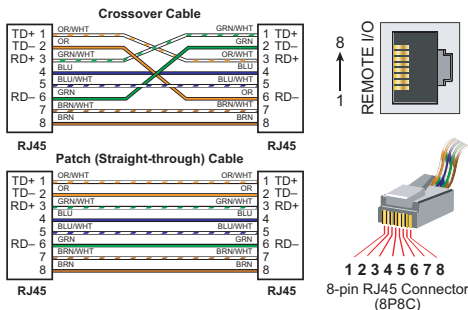 Crossover Cable
TD+ 1 OR/WHT GRN/WHT 1 TD+
TD– 2 OR GRN 2 TD–
RD+ 3 GRN/WHT OR/WHT 3 RD+
4 BLU BLU 4
5 BLU/WHT BLU/WHT 5
RD– 6 GRN OR 6 RD–
7 BRN/WHT BRN/WHT 7
8 BRN BRN 8
RJ45 RJ45
8
1
REMOTE I/O
Patch (Straight-through) Cable
TD+ 1 OR/WHT OR/WHT 1 TD+
TD– 2 OR OR 2 TD–
RD+ 3 GRN/WHT GRN/WHT 3 RD+
4 BLU BLU 4
5 BLU/WHT BLU/WHT 5
RD– 6 GRN GRN 6 RD–
7 BRN/WHT BRN/WHT 7
8 BRN BRN 8
RJ45 RJ45
1 2 3 4 5 6 7 8
8-pin RJ45 Connector
(8P8C)